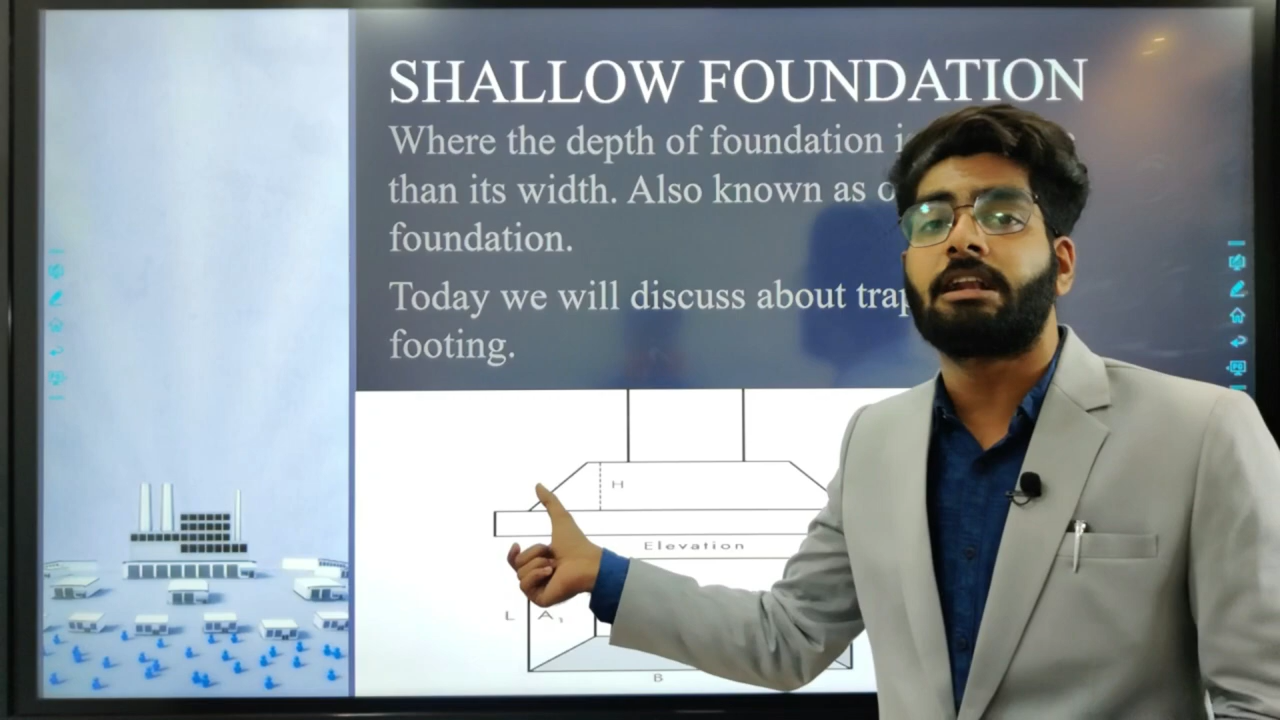 SHALLOW FOUNDATION
Where the depth of foundation
than its width. Also known as
foundation.
Today we will discuss about
footing.
H
Elevation
L A₁
B